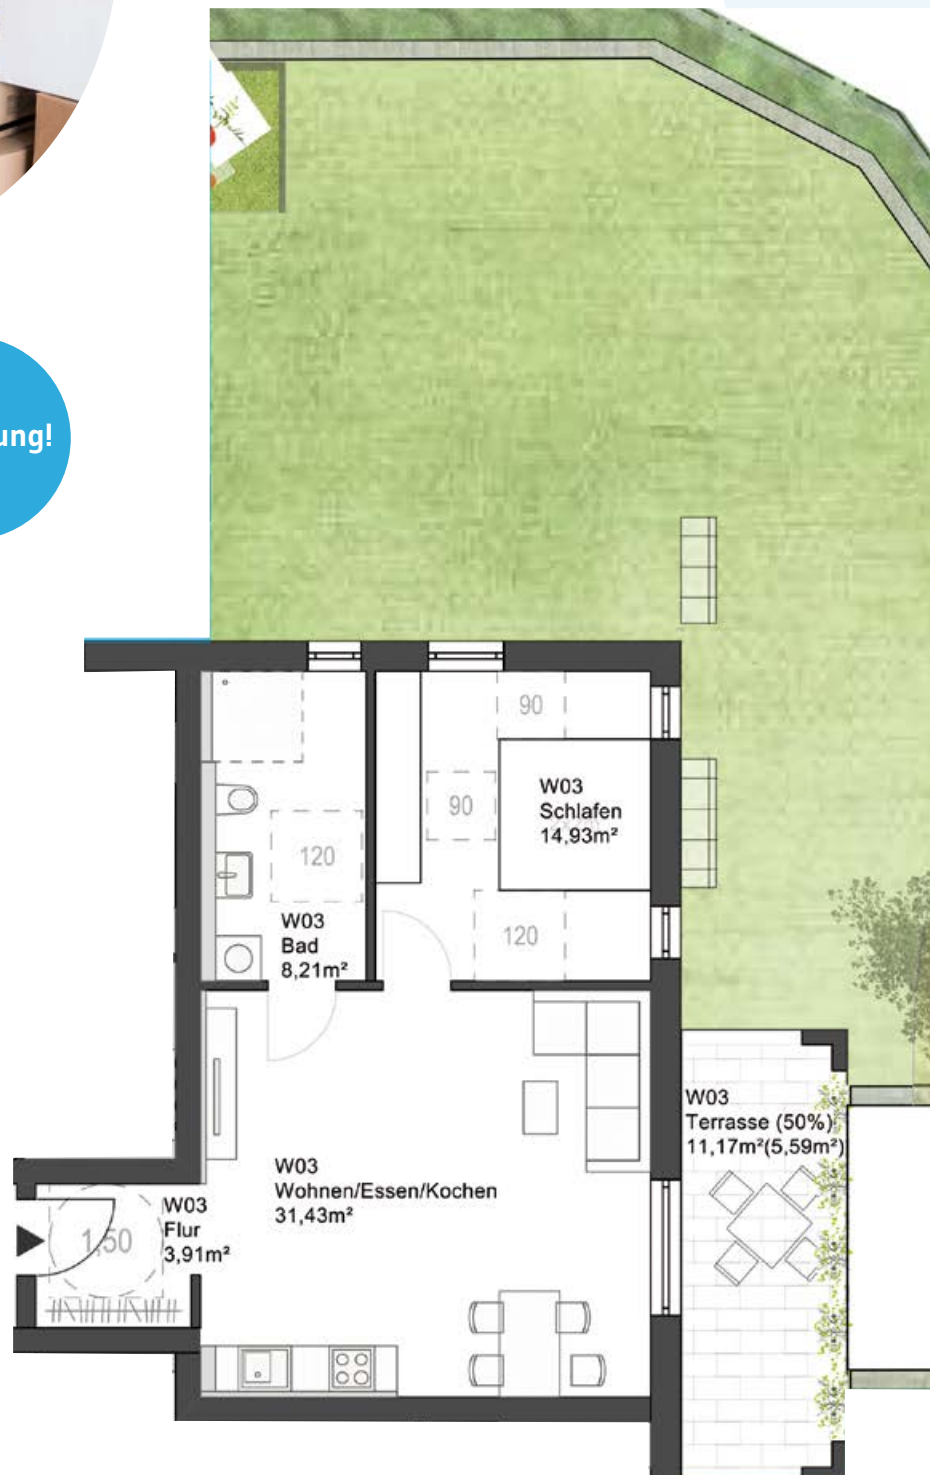 ung!
90
W03
Schlafen
14,93m²
90
120
W03
Bad
8,21m²
120
W03
Terrasse (50%)
11,17m²(5,59m²)
W03
Wohnen/Essen/Kochen
31,43m²
W03
Flur
3,91m²
1,50